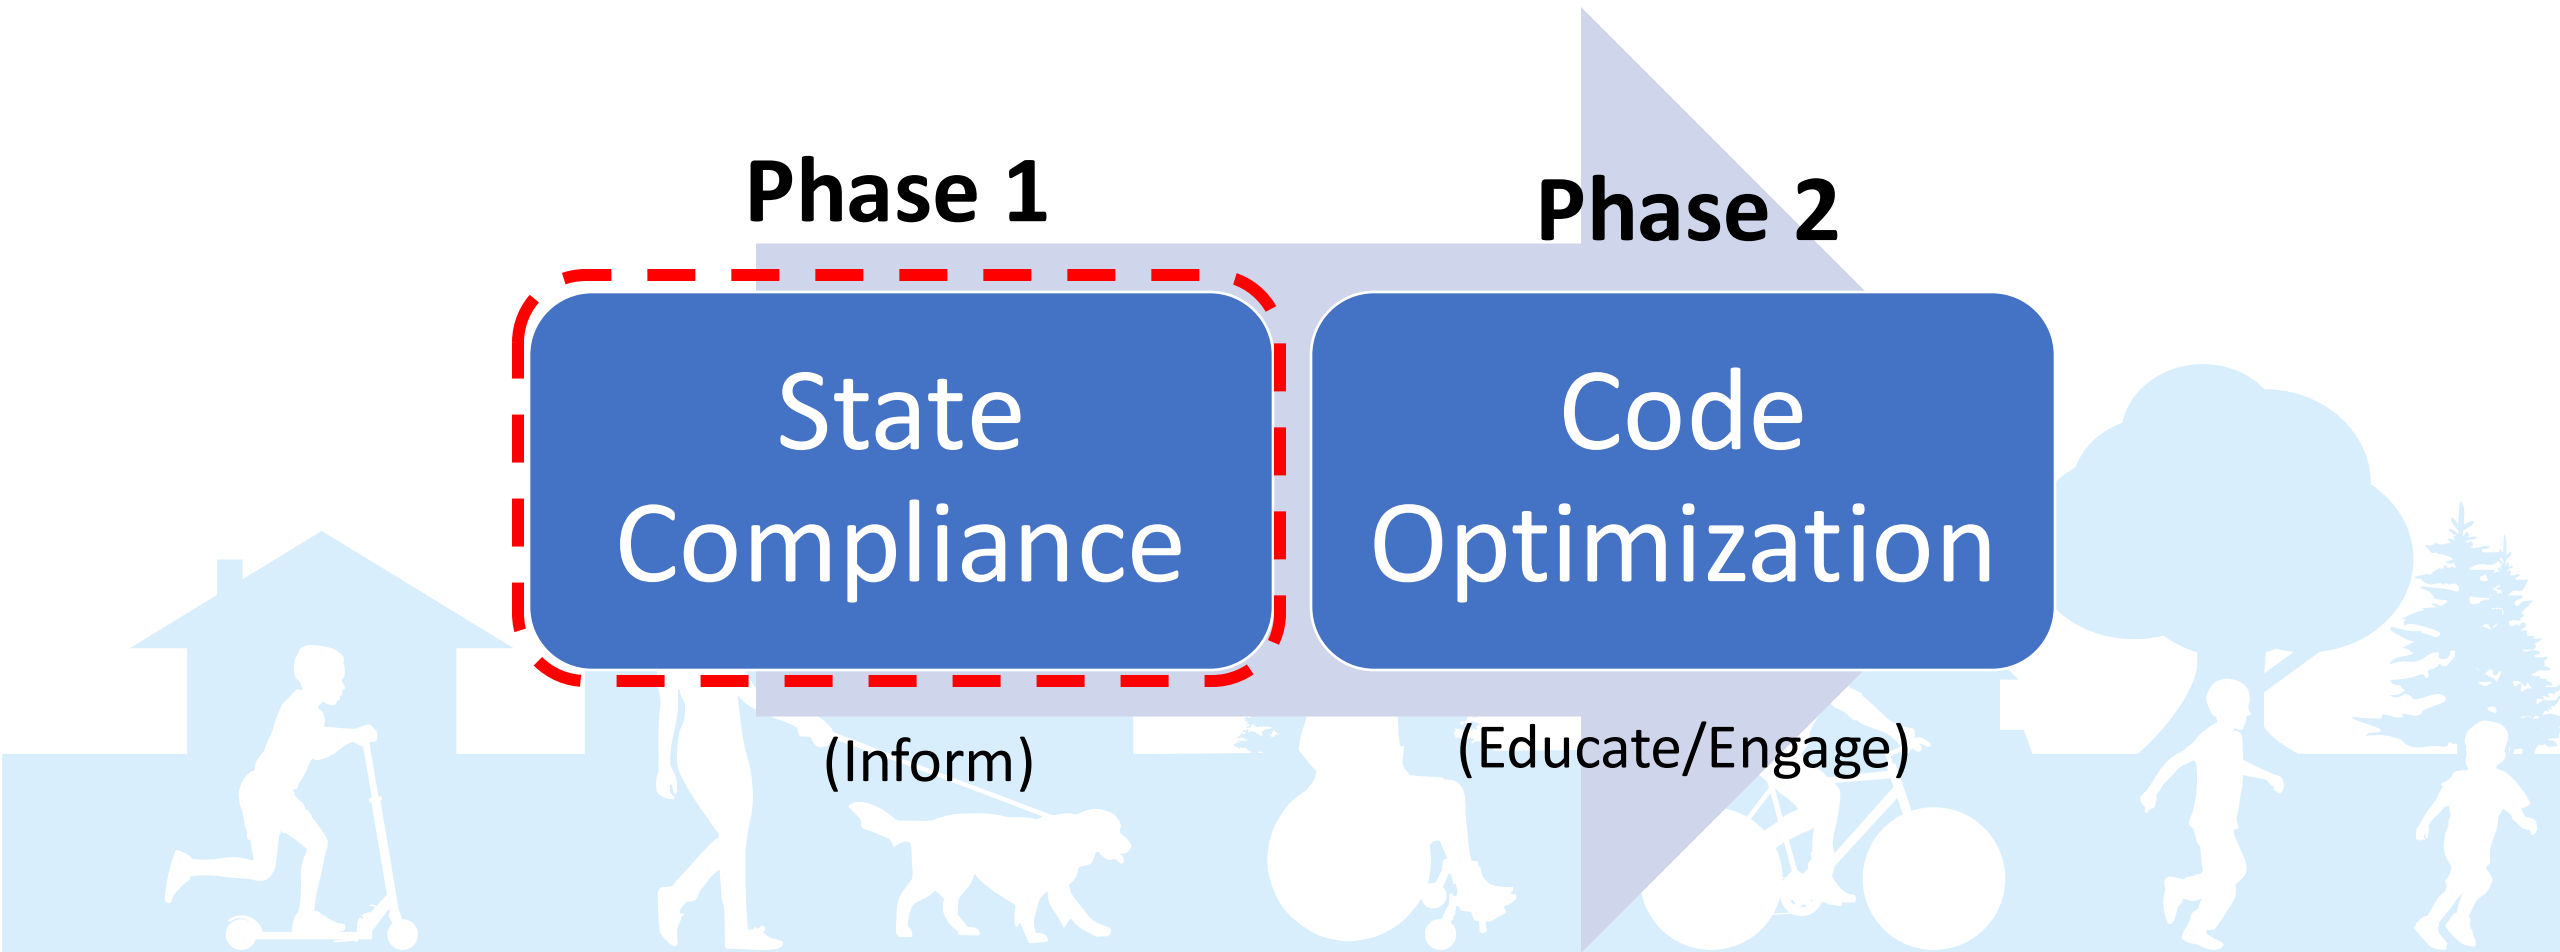 Phase 1
State
Compliance
(Inform)
Phase 2
Code
Optimization
(Educate/Engage)